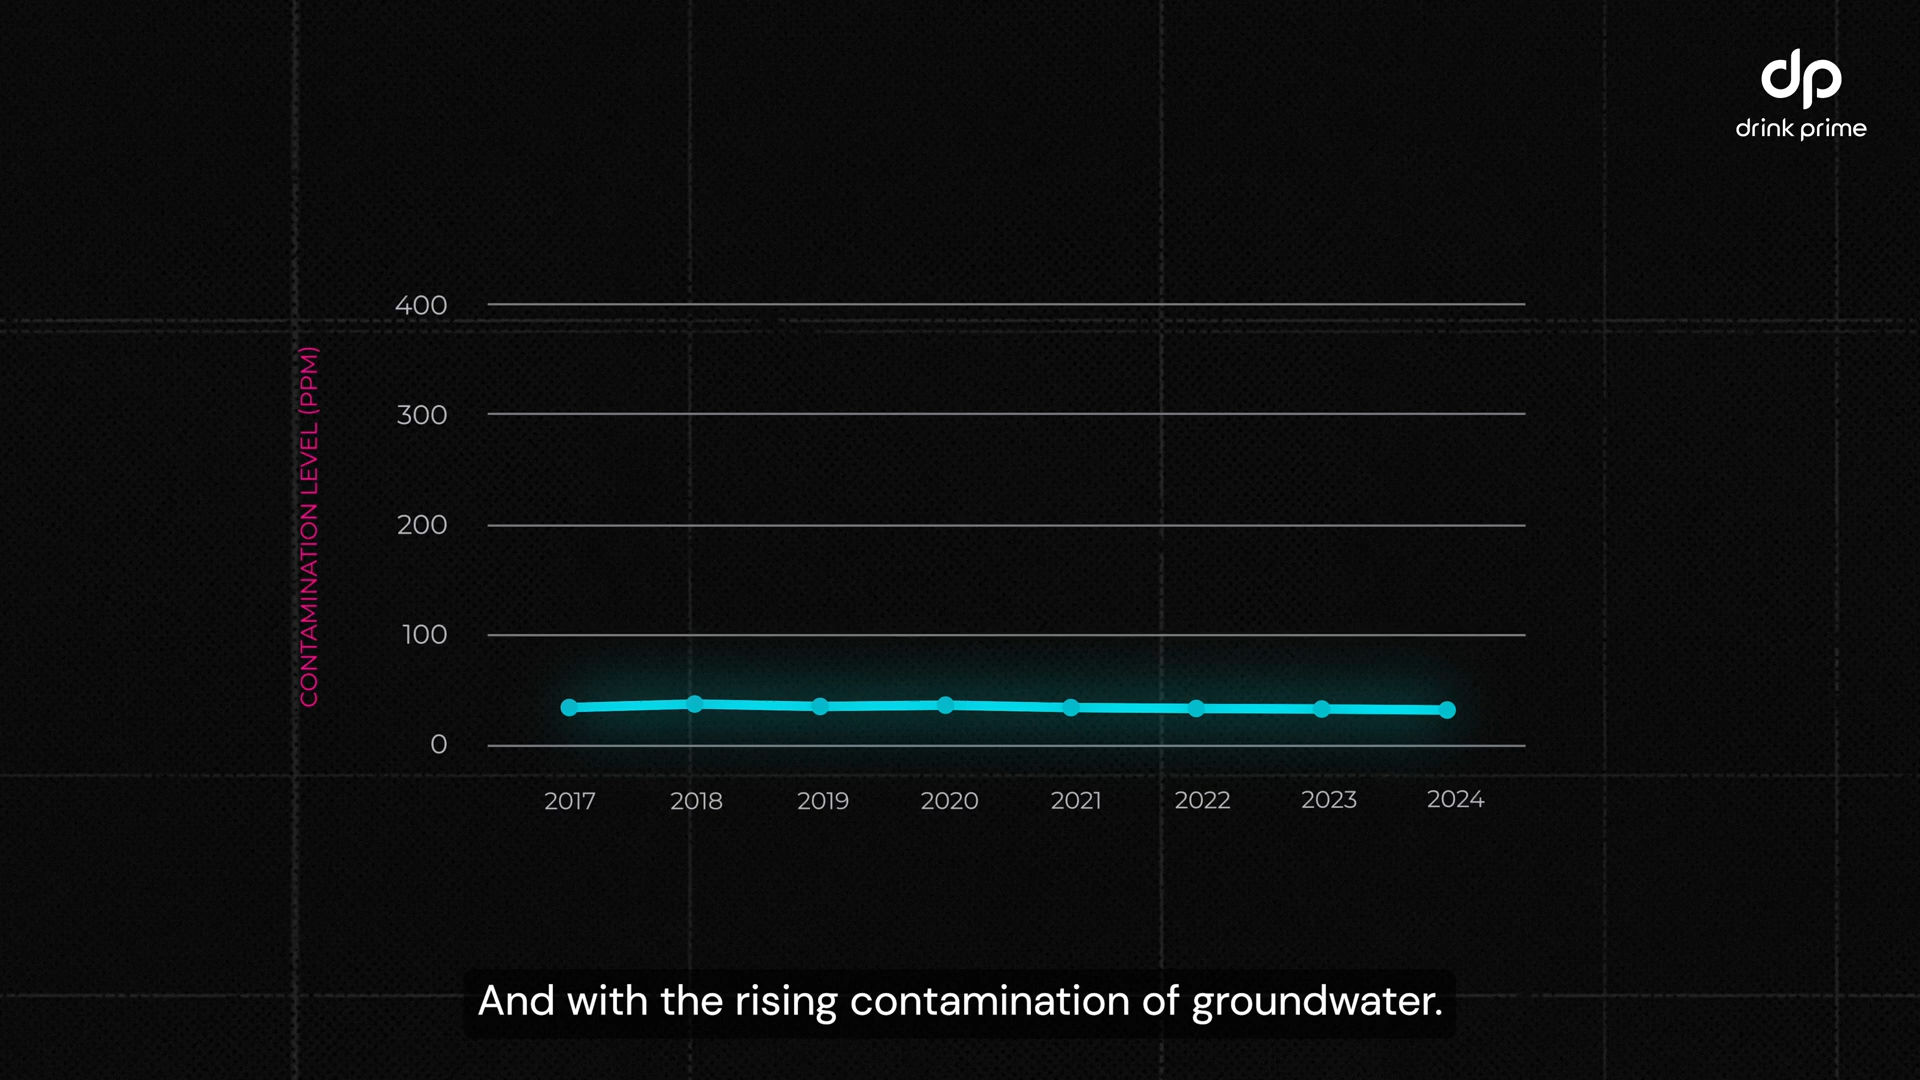 dp
drink prime
400
300
200
100
0
CONTAMINATION LEVEL (PPM)
2017 2018 2019 2020 2021 2022 2023 2024
And with the rising contamination of groundwater.